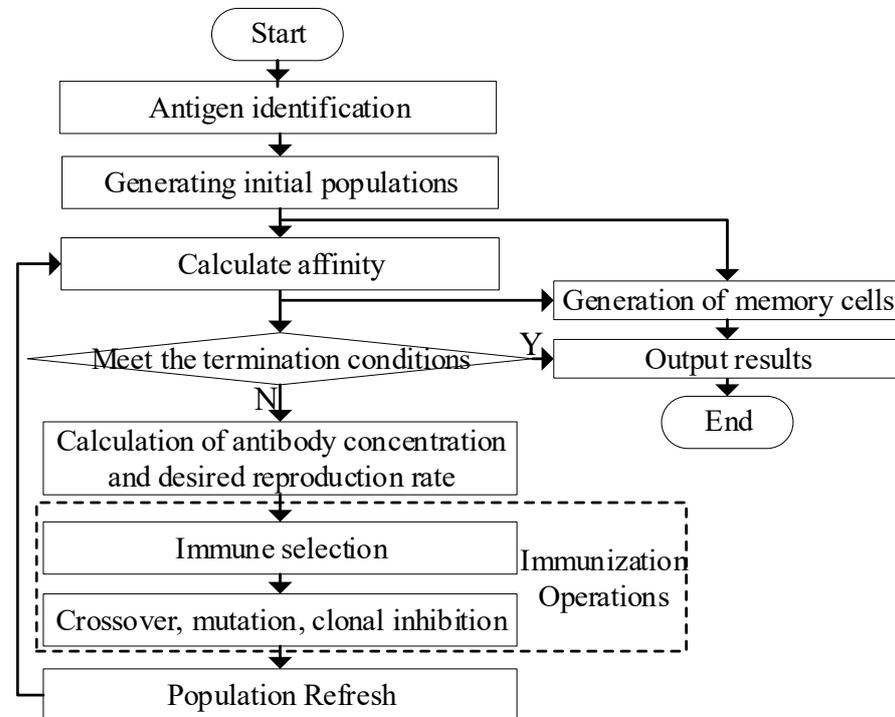 Start
Antigen identification
Generating initial populations
Calculate affinity
Generation of memory cells
Meet the termination conditions
Y
Output results
N
End
Calculation of antibody concentration
and desired reproduction rate
Immune selection
Immunization
Operations
Crossover, mutation, clonal inhibition
Population Refresh